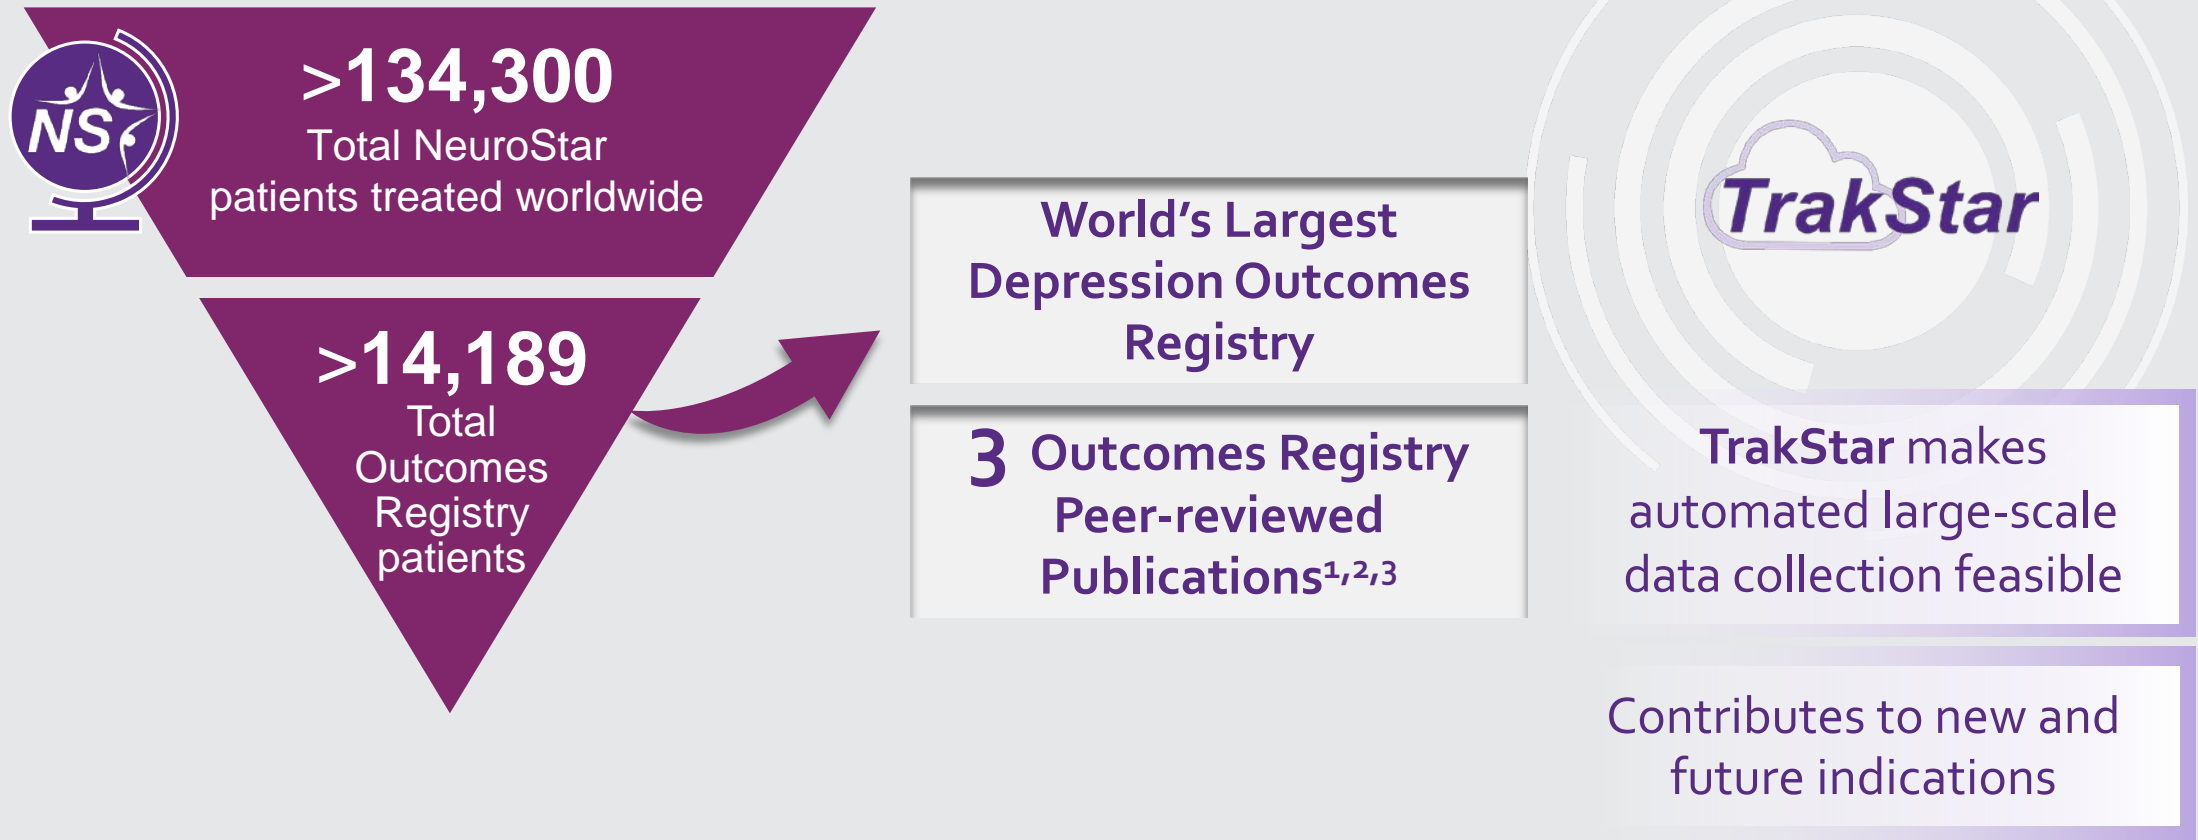 NS
>134,300
Total NeuroStar
patients treated worldwide
>14,189
Total
Outcomes
Registry
patients
World's Largest
Depression Outcomes
Registry
3 Outcomes Registry
Peer-reviewed
Publications¹,²,³
TrakStar
TrakStar makes
automated large-scale
data collection feasible
Contributes to new and
future indications